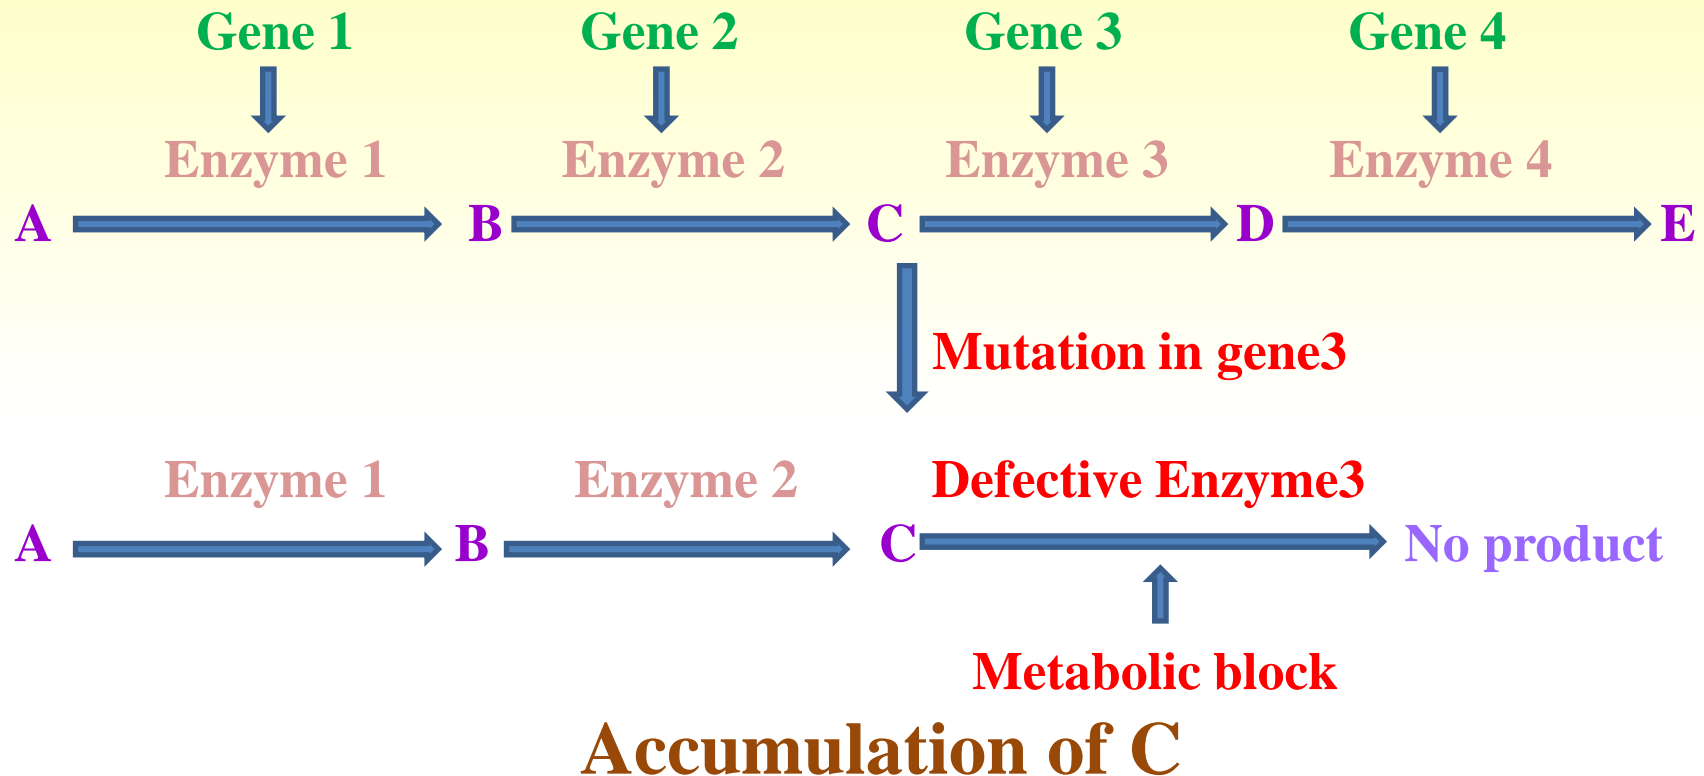 Gene 1 Gene 2 Gene 3 Gene 4
Enzyme 1 Enzyme 2 Enzyme 3 Enzyme 4
A B C D E
Mutation in gene3
Enzyme 1 Enzyme 2 Defective Enzyme3
A B C No product
Metabolic block
Accumulation of C